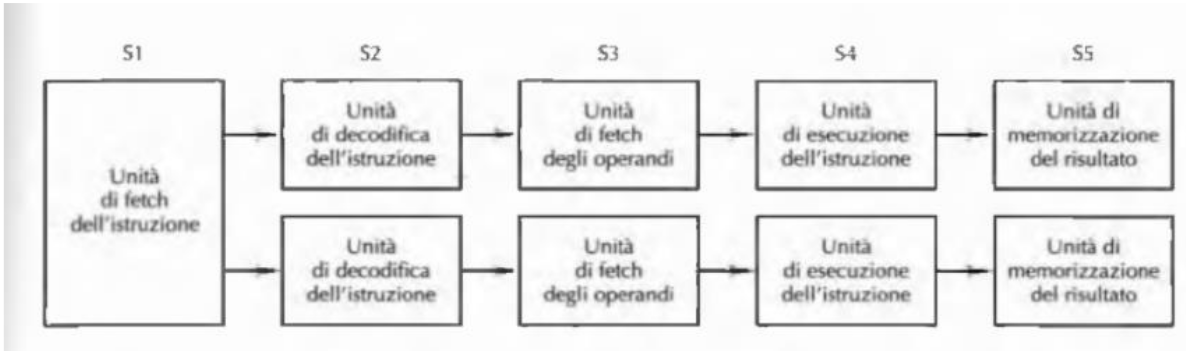 S1
S2
S3
S4
S5
Unità
di fetch
dell'istruzione
Unità
di decodifica
dell'istruzione
Unità
di fetch
degli operandi
Unità
di esecuzione
dell'istruzione
Unità di
memorizzazione
del risultato
Unità
di decodifica
dell'istruzione
Unità
di fetch
degli operandi
Unità
di esecuzione
dell'istruzione
Unità di
memorizzazione
del risultato